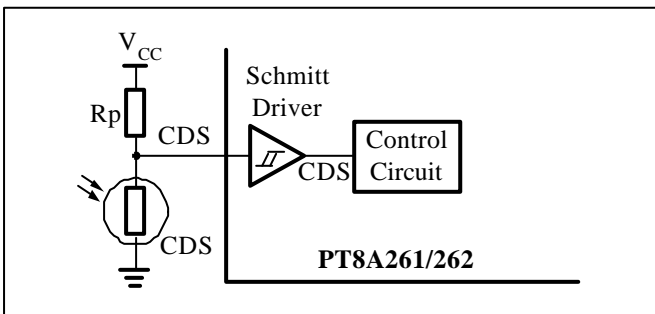 VCC
Rp
CDS
CDS
Schmitt
Driver
CDS
Control
Circuit
PT8A261/262